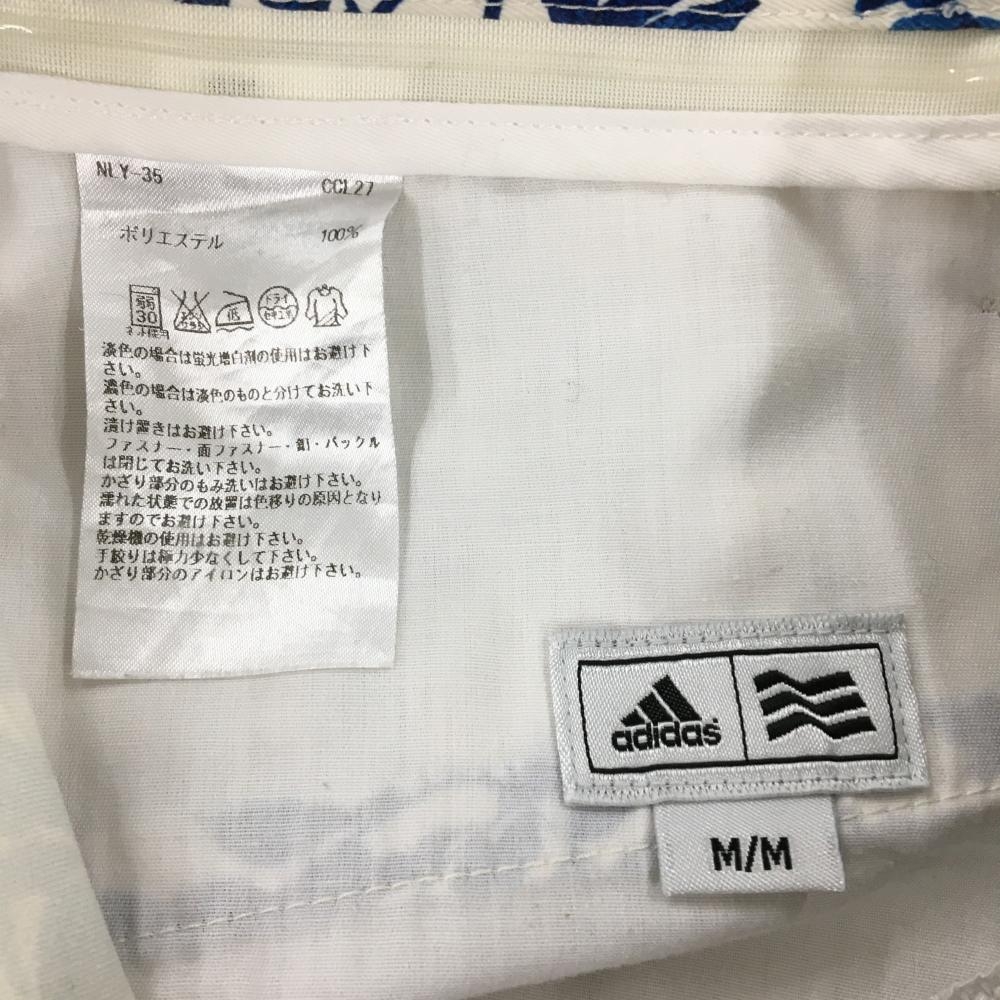 NLY-35 CCL27
ポリエステル 100%
弱 30 エンソサラシ 低 ドライ セキユ系
ネット使用
淡色の場合は蛍光増白剤の使用はお避け下
さい。
濃色の場合は淡色のものと分けてお洗い下
さい。
漬け置きはお避け下さい。
ファスナー・面ファスナー・釦・バックル
は閉じてお洗い下さい。
かざり部分のもみ洗いはお避け下さい。
濡れた状態での放置は色移りの原因となり
ますのでお避け下さい。
乾燥機の使用はお避け下さい。
手絞りは極力少なくして下さい。
かざり部分のアイロンはお避け下さい。
adidas
M/M